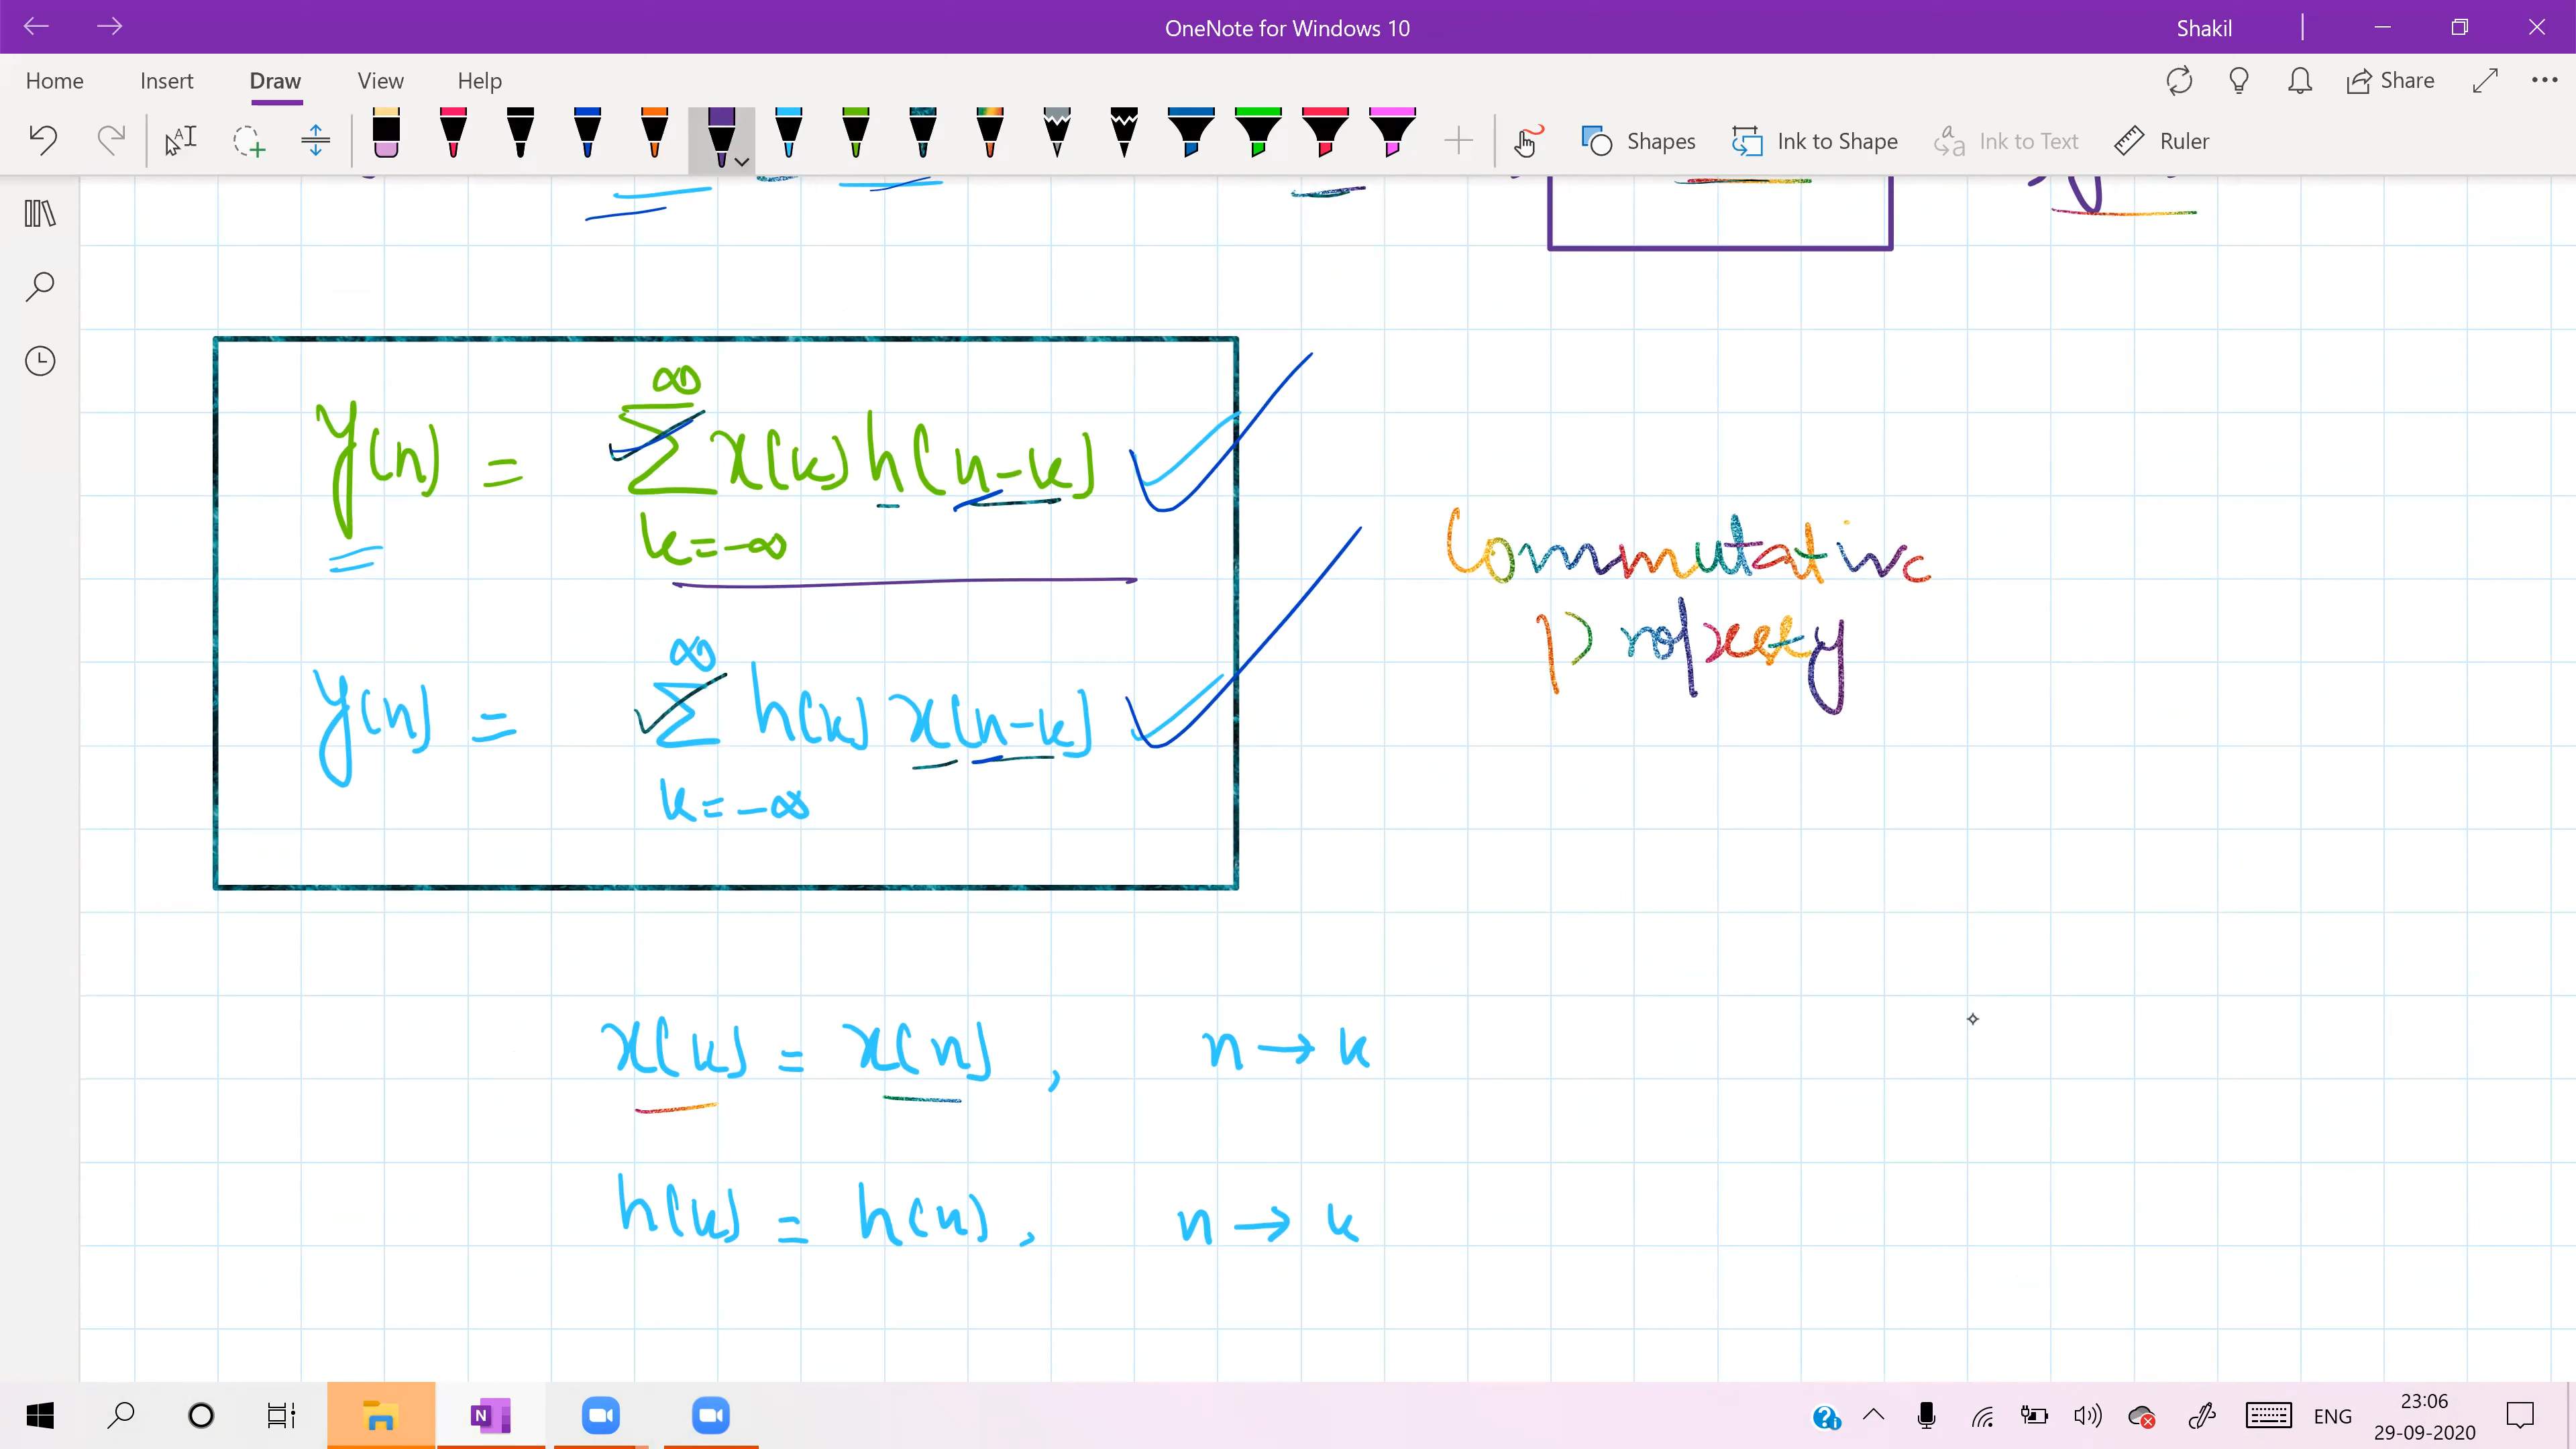 OneNote for Windows 10
Shakil
Home Insert Draw View Help
Share
Shapes Ink to Shape Ink to Text Ruler
y(n) = ∞ Σ k=-∞ x(k) h(n-k)
y(n) = ∞ Σ k=-∞ h(k) x(n-k)
Commutative
property
x(k) = x(n), n → k
h(k) = h(n), n → k
ENG
23:06
29-09-2020